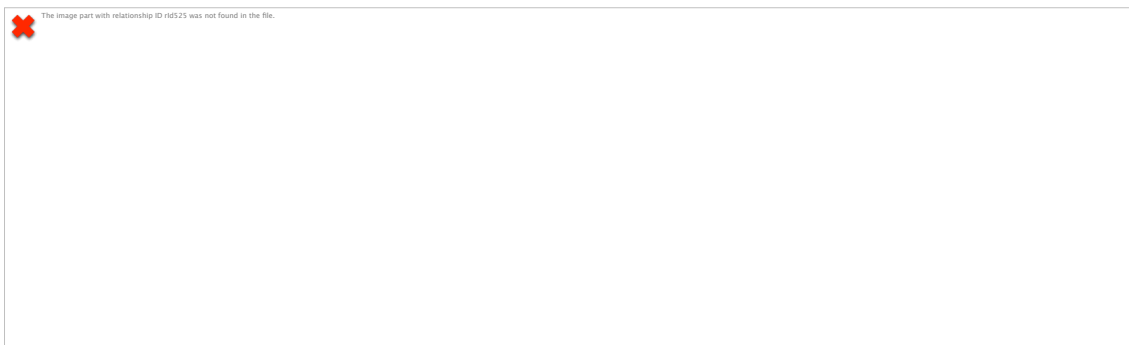 The image part with relationship ID rId525 was not found in the file.